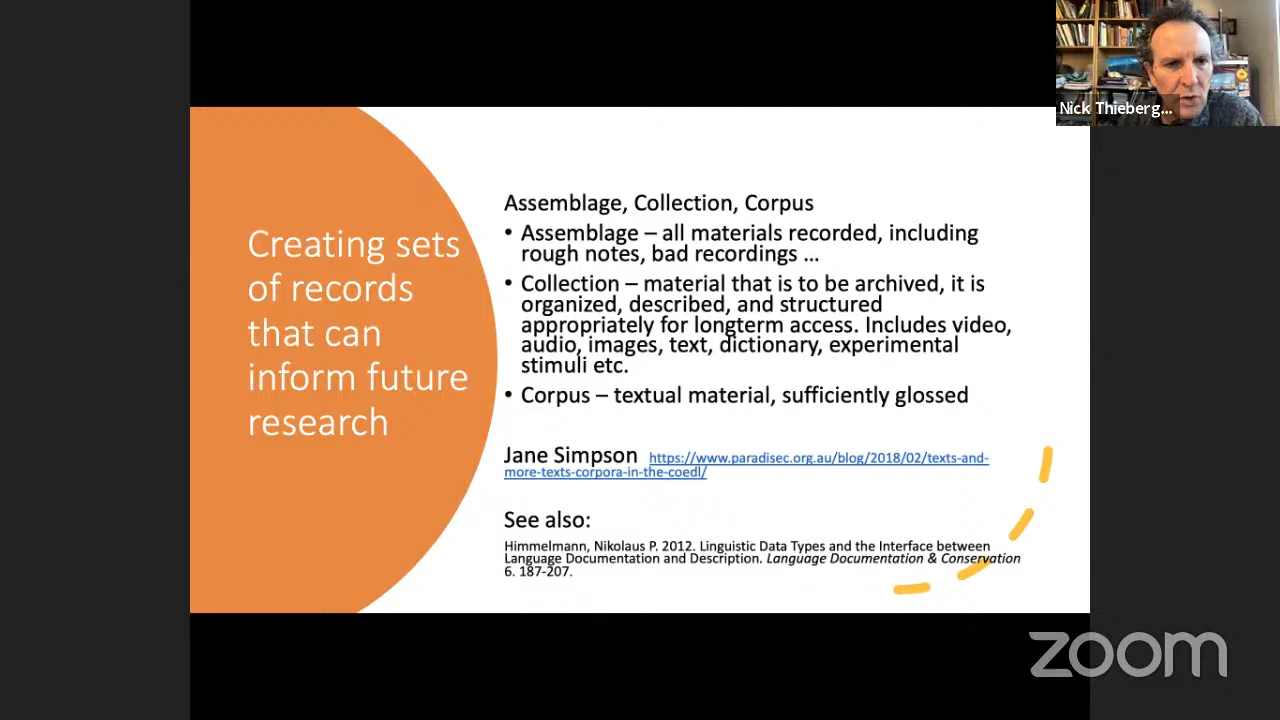 Nick Thieberg...
Creating sets
of records
that can
inform future
research
Assemblage, Collection, Corpus
• Assemblage – all materials recorded, including
rough notes, bad recordings ...
• Collection – material that is to be archived, it is
organized, described, and structured
appropriately for longterm access. Includes video,
audio, images, text, dictionary, experimental
stimuli etc.
• Corpus – textual material, sufficiently glossed
Jane Simpson https://www.paradisec.org.au/blog/2018/02/texts-and-
more-texts-corpora-in-the-coedl/
See also:
Himmelmann, Nikolaus P. 2012. Linguistic Data Types and the Interface between
Language Documentation and Description. Language Documentation & Conservation
6. 187-207.
zoom